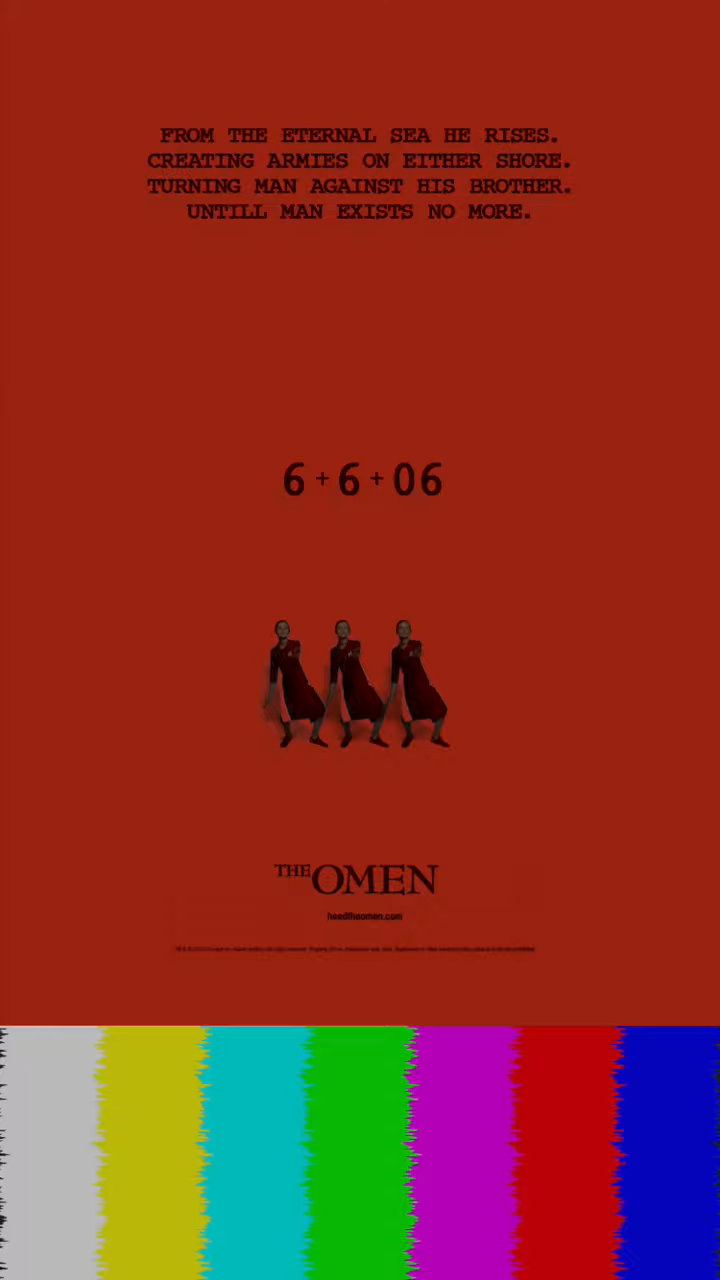 FROM THE ETERNAL SEA HE RISES.
CREATING ARMIES ON EITHER SHORE.
TURNING MAN AGAINST HIS BROTHER.
UNTILL MAN EXISTS NO MORE.
6+6+06
THE OMEN
heedtheomen.com